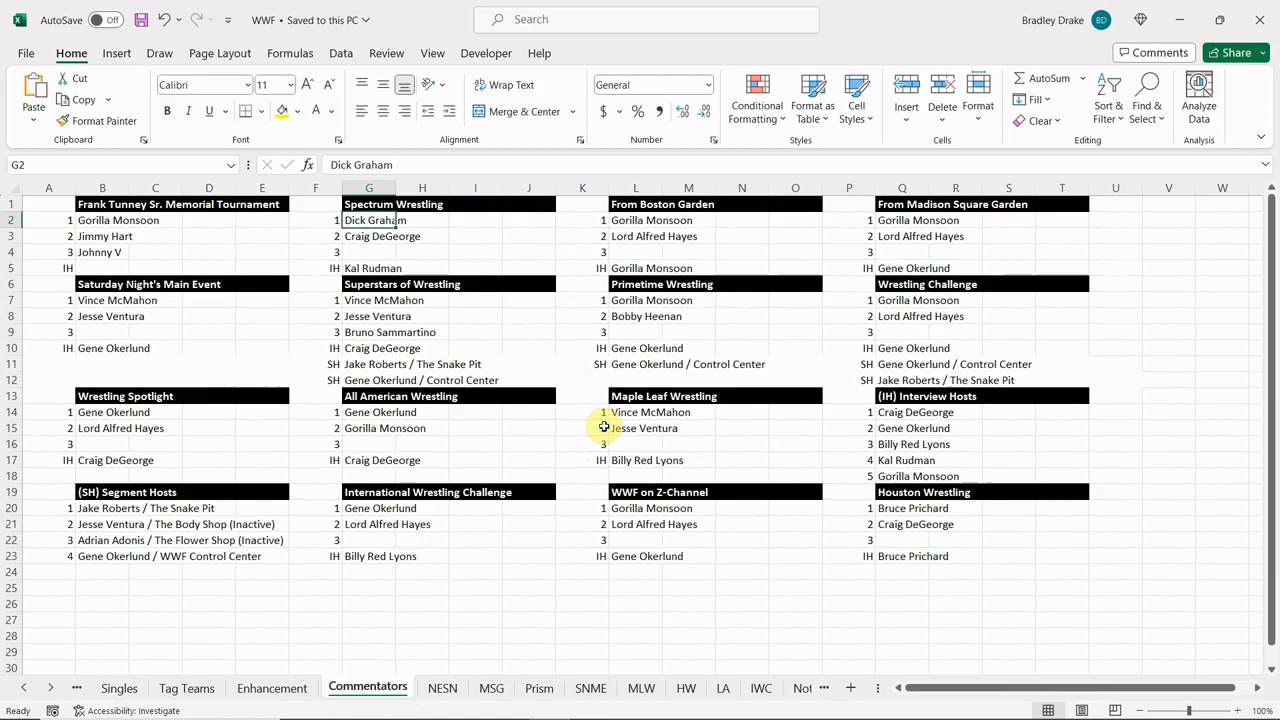 AutoSave Off WWF • Saved to this PC Search Bradley Drake BD
File Home Insert Draw Page Layout Formulas Data Review View Developer Help Comments Share
Paste Cut Copy Format Painter Clipboard
Calibri 11 B I U A Font
Wrap Text Merge & Center Alignment
General $ % Number
Conditional Formatting Format as Table Cell Styles Styles
Insert Delete Format Cells
AutoSum Fill Clear Sort & Filter Find & Select Editing
Analyze Data Analysis
G2 fx Dick Graham
A B C D E F G H I J K L M N O P Q R S T U V W
1 Frank Tunney Sr. Memorial Tournament Spectrum Wrestling From Boston Garden From Madison Square Garden
2 1 Gorilla Monsoon 1 Dick Graham 1 Gorilla Monsoon 1 Gorilla Monsoon
3 2 Jimmy Hart 2 Craig DeGeorge 2 Lord Alfred Hayes 2 Lord Alfred Hayes
4 3 Johnny V 3 3 3
5 IH IH Kal Rudman IH Gorilla Monsoon IH Gene Okerlund
6 Saturday Night's Main Event Superstars of Wrestling Primetime Wrestling Wrestling Challenge
7 1 Vince McMahon 1 Vince McMahon 1 Gorilla Monsoon 1 Gorilla Monsoon
8 2 Jesse Ventura 2 Jesse Ventura 2 Bobby Heenan 2 Lord Alfred Hayes
9 3 3 Bruno Sammartino 3 3
10 IH Gene Okerlund IH Craig DeGeorge IH Gene Okerlund IH Gene Okerlund
11 SH Jake Roberts / The Snake Pit SH Gene Okerlund / Control Center SH Gene Okerlund / Control Center
12 SH Gene Okerlund / Control Center SH Jake Roberts / The Snake Pit
13 Wrestling Spotlight All American Wrestling Maple Leaf Wrestling (IH) Interview Hosts
14 1 Gene Okerlund 1 Gene Okerlund 1 Vince McMahon 1 Craig DeGeorge
15 2 Lord Alfred Hayes 2 Gorilla Monsoon Jesse Ventura 2 Gene Okerlund
16 3 3 3 3 Billy Red Lyons
17 IH Craig DeGeorge IH Craig DeGeorge IH Billy Red Lyons 4 Kal Rudman
18 5 Gorilla Monsoon
19 (SH) Segment Hosts International Wrestling Challenge WWF on Z-Channel Houston Wrestling
20 1 Jake Roberts / The Snake Pit 1 Gene Okerlund 1 Gorilla Monsoon 1 Bruce Prichard
21 2 Jesse Ventura / The Body Shop (Inactive) 2 Lord Alfred Hayes 2 Lord Alfred Hayes 2 Craig DeGeorge
22 3 Adrian Adonis / The Flower Shop (Inactive) 3 3 3
23 4 Gene Okerlund / WWF Control Center IH Billy Red Lyons IH Gene Okerlund IH Bruce Prichard
24
25
26
27
28
29
30
Singles Tag Teams Enhancement Commentators NESN MSG Prism SNME MLW HW LA IWC Not
Ready Accessibility: Investigate 100%